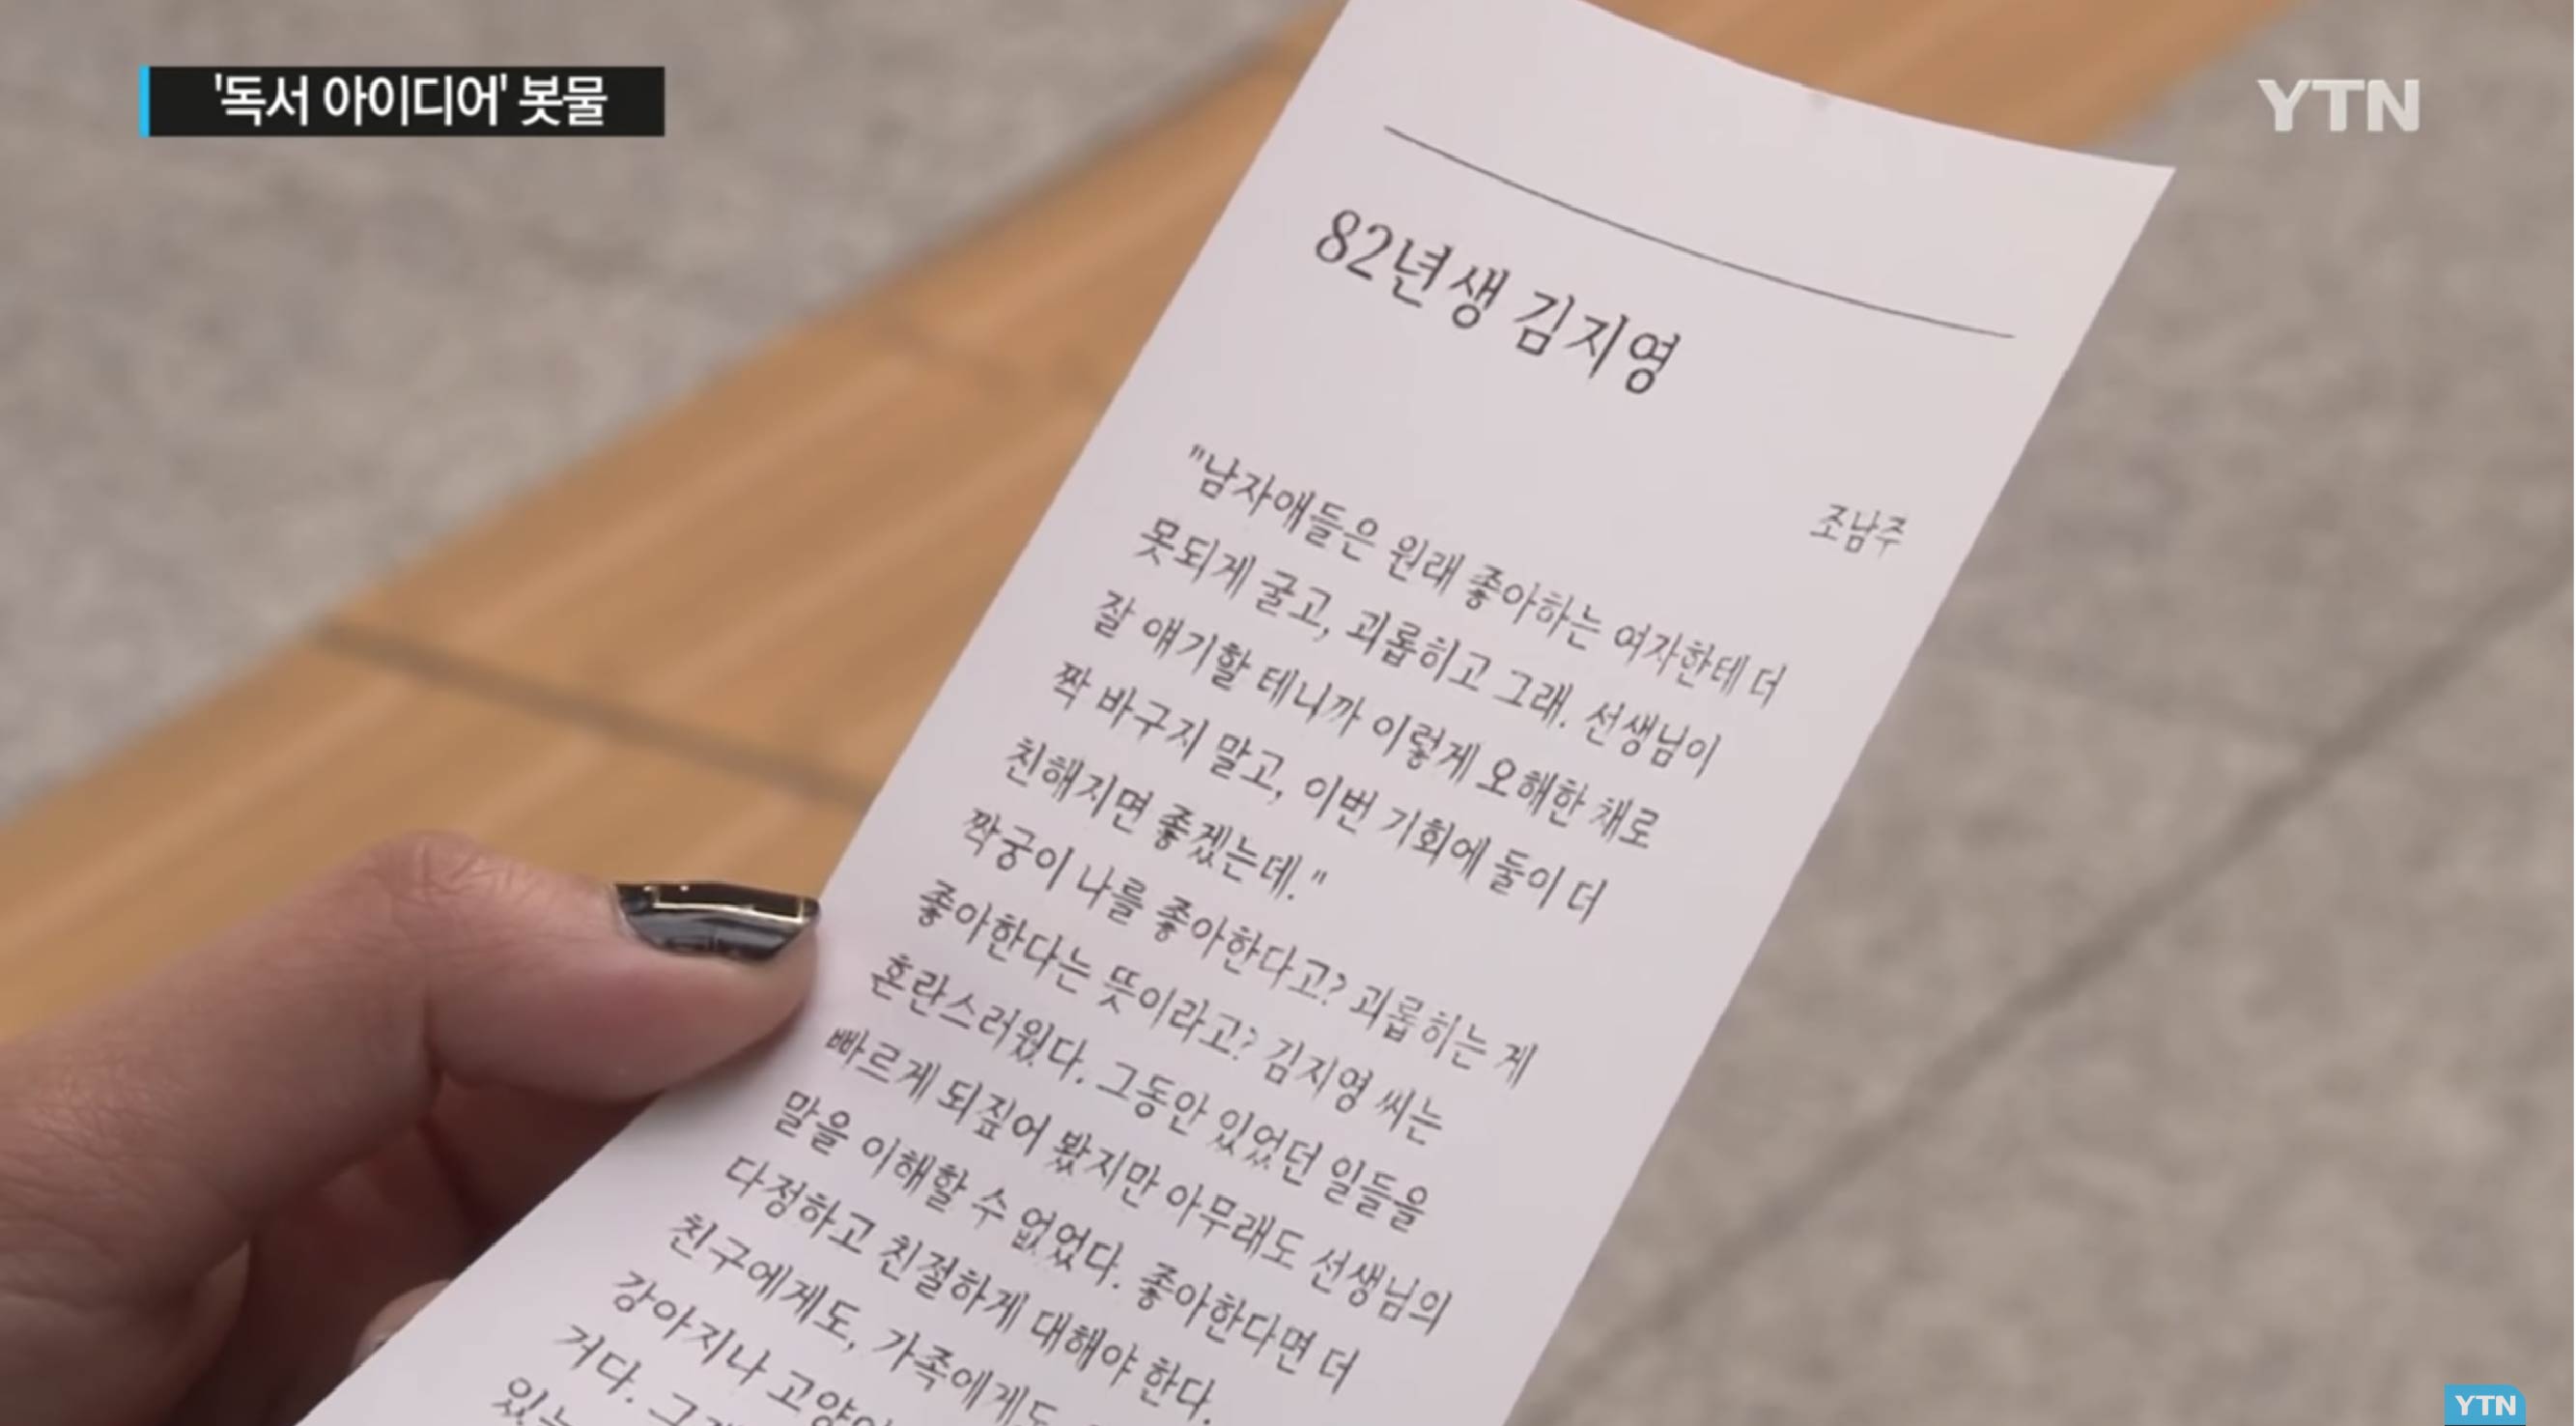 '독서 아이디어' 봇물
YTN
82년생 김지영
조남주
"남자애들은 원래 좋아하는 여자한테 더
못되게 굴고, 괴롭히고 그래. 선생님이
잘 얘기할 테니까 이렇게 오해한 채로
짝 바구지 말고, 이번 기회에 둘이 더
친해지면 좋겠는데."
짝궁이 나를 좋아한다고? 괴롭히는 게
좋아한다는 뜻이라고? 김지영 씨는
혼란스러웠다. 그동안 있었던 일들을
빠르게 되짚어 봤지만 아무래도 선생님의
말을 이해할 수 없었다. 좋아한다면 더
다정하고 친절하게 대해야 한다.
친구에게도, 가족에게도
강아지나
거다.
YTN